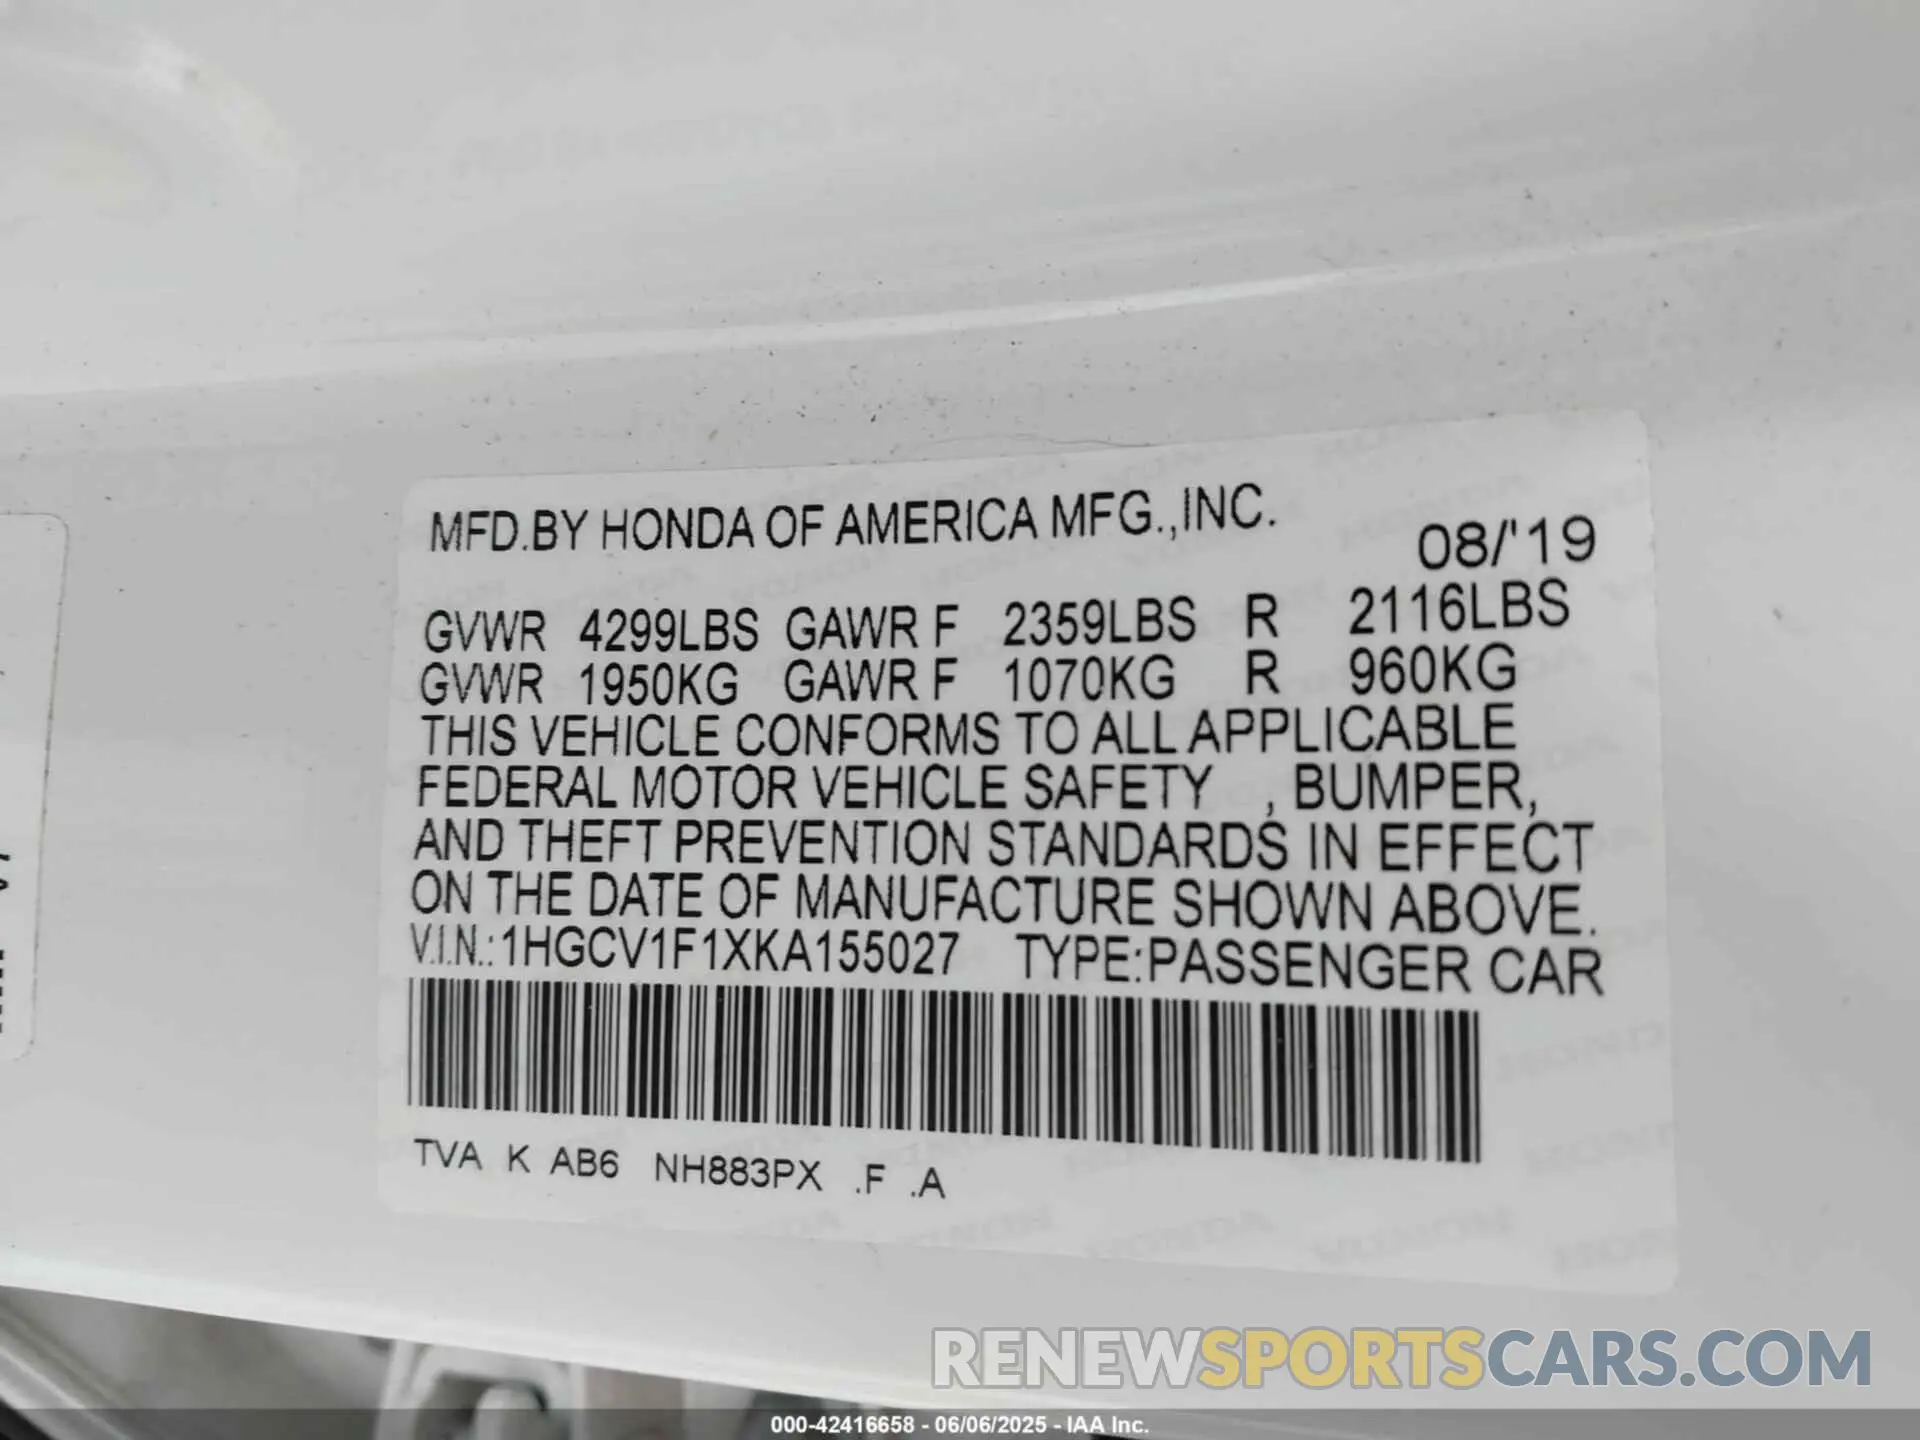 MFD.BY HONDA OF AMERICA MFG.,INC.
08/'19
GVWR 4299LBS GAWR F 2359LBS R 2116LBS
GVWR 1950KG GAWR F 1070KG R 960KG
THIS VEHICLE CONFORMS TO ALL APPLICABLE
FEDERAL MOTOR VEHICLE SAFETY , BUMPER,
AND THEFT PREVENTION STANDARDS IN EFFECT
ON THE DATE OF MANUFACTURE SHOWN ABOVE.
V.I.N.:1HGCV1F1XKA155027 TYPE:PASSENGER CAR
TVA K AB6 NH883PX .F .A
RENEWSPORTSCARS.COM
000-42416658 - 06/06/2025 - IAA Inc.